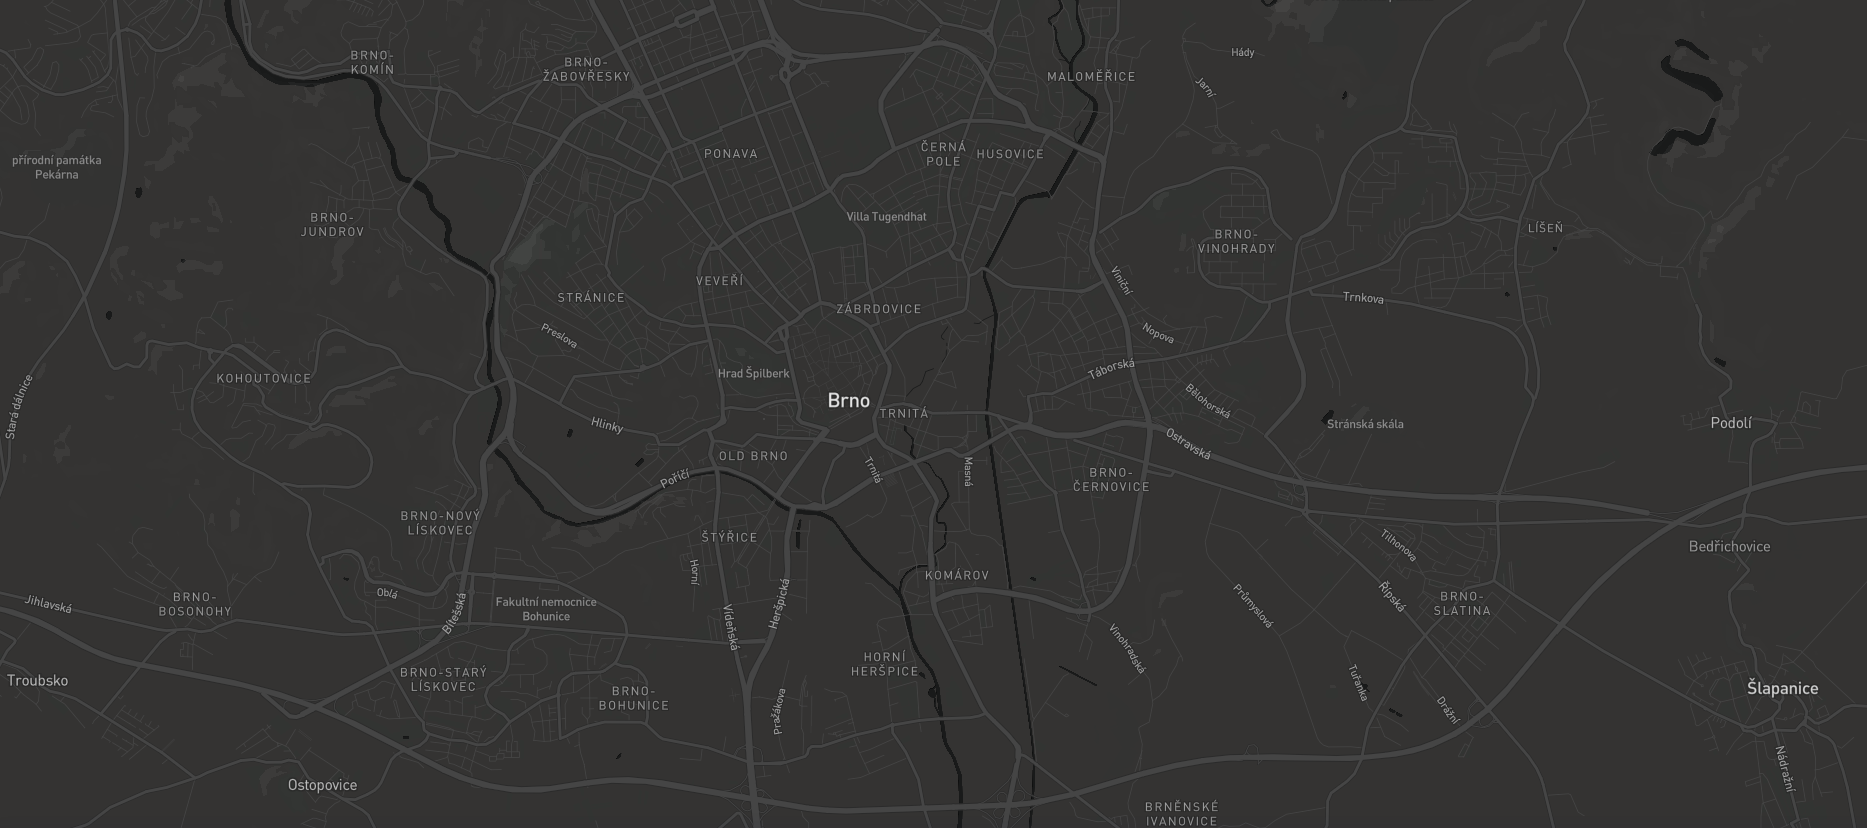 BRNO-
KOMÍN
BRNO-
ŽABOVŘESKY
Hády
MALOMĚŘICE
Jarní
přírodní památka
Pekárna
PONAVA
ČERNÁ
POLE
HUSOVICE
BRNO-
JUNDROV
Villa Tugendhat
BRNO-
VINOHRADY
LÍŠEŇ
STRÁNICE
VEVEŘÍ
ZÁBRDOVICE
Viniční
Trnkova
Preslova
Nopova
KOHOUTOVICE
Hrad Špilberk
Táborská
Stará dálnice
Brno
TRNITÁ
Bělohorská
Hlinky
Stránská skála
Podolí
Ostravská
OLD BRNO
Poříčí
Trnitá
Masná
BRNO-
ČERNOVICE
BRNO-NOVÝ
LÍSKOVEC
ŠTÝŘICE
Tilhonova
Bedřichovice
Horní
KOMÁROV
Jihlavská
BRNO-
BOSONOHY
Oblá
Bítešská
Fakultní nemocnice
Bohunice
Vídeňská
Heršpická
Průmyslová
Řípská
BRNO-
SLATINA
Vinohradská
HORNÍ
HERŠPICE
Troubsko
BRNO-STARÝ
LÍSKOVEC
BRNO-
BOHUNICE
Pražákova
Tuřanka
Drážní
Šlapanice
Ostopovice
Nádražní
BRNĚNSKÉ
IVANOVICE